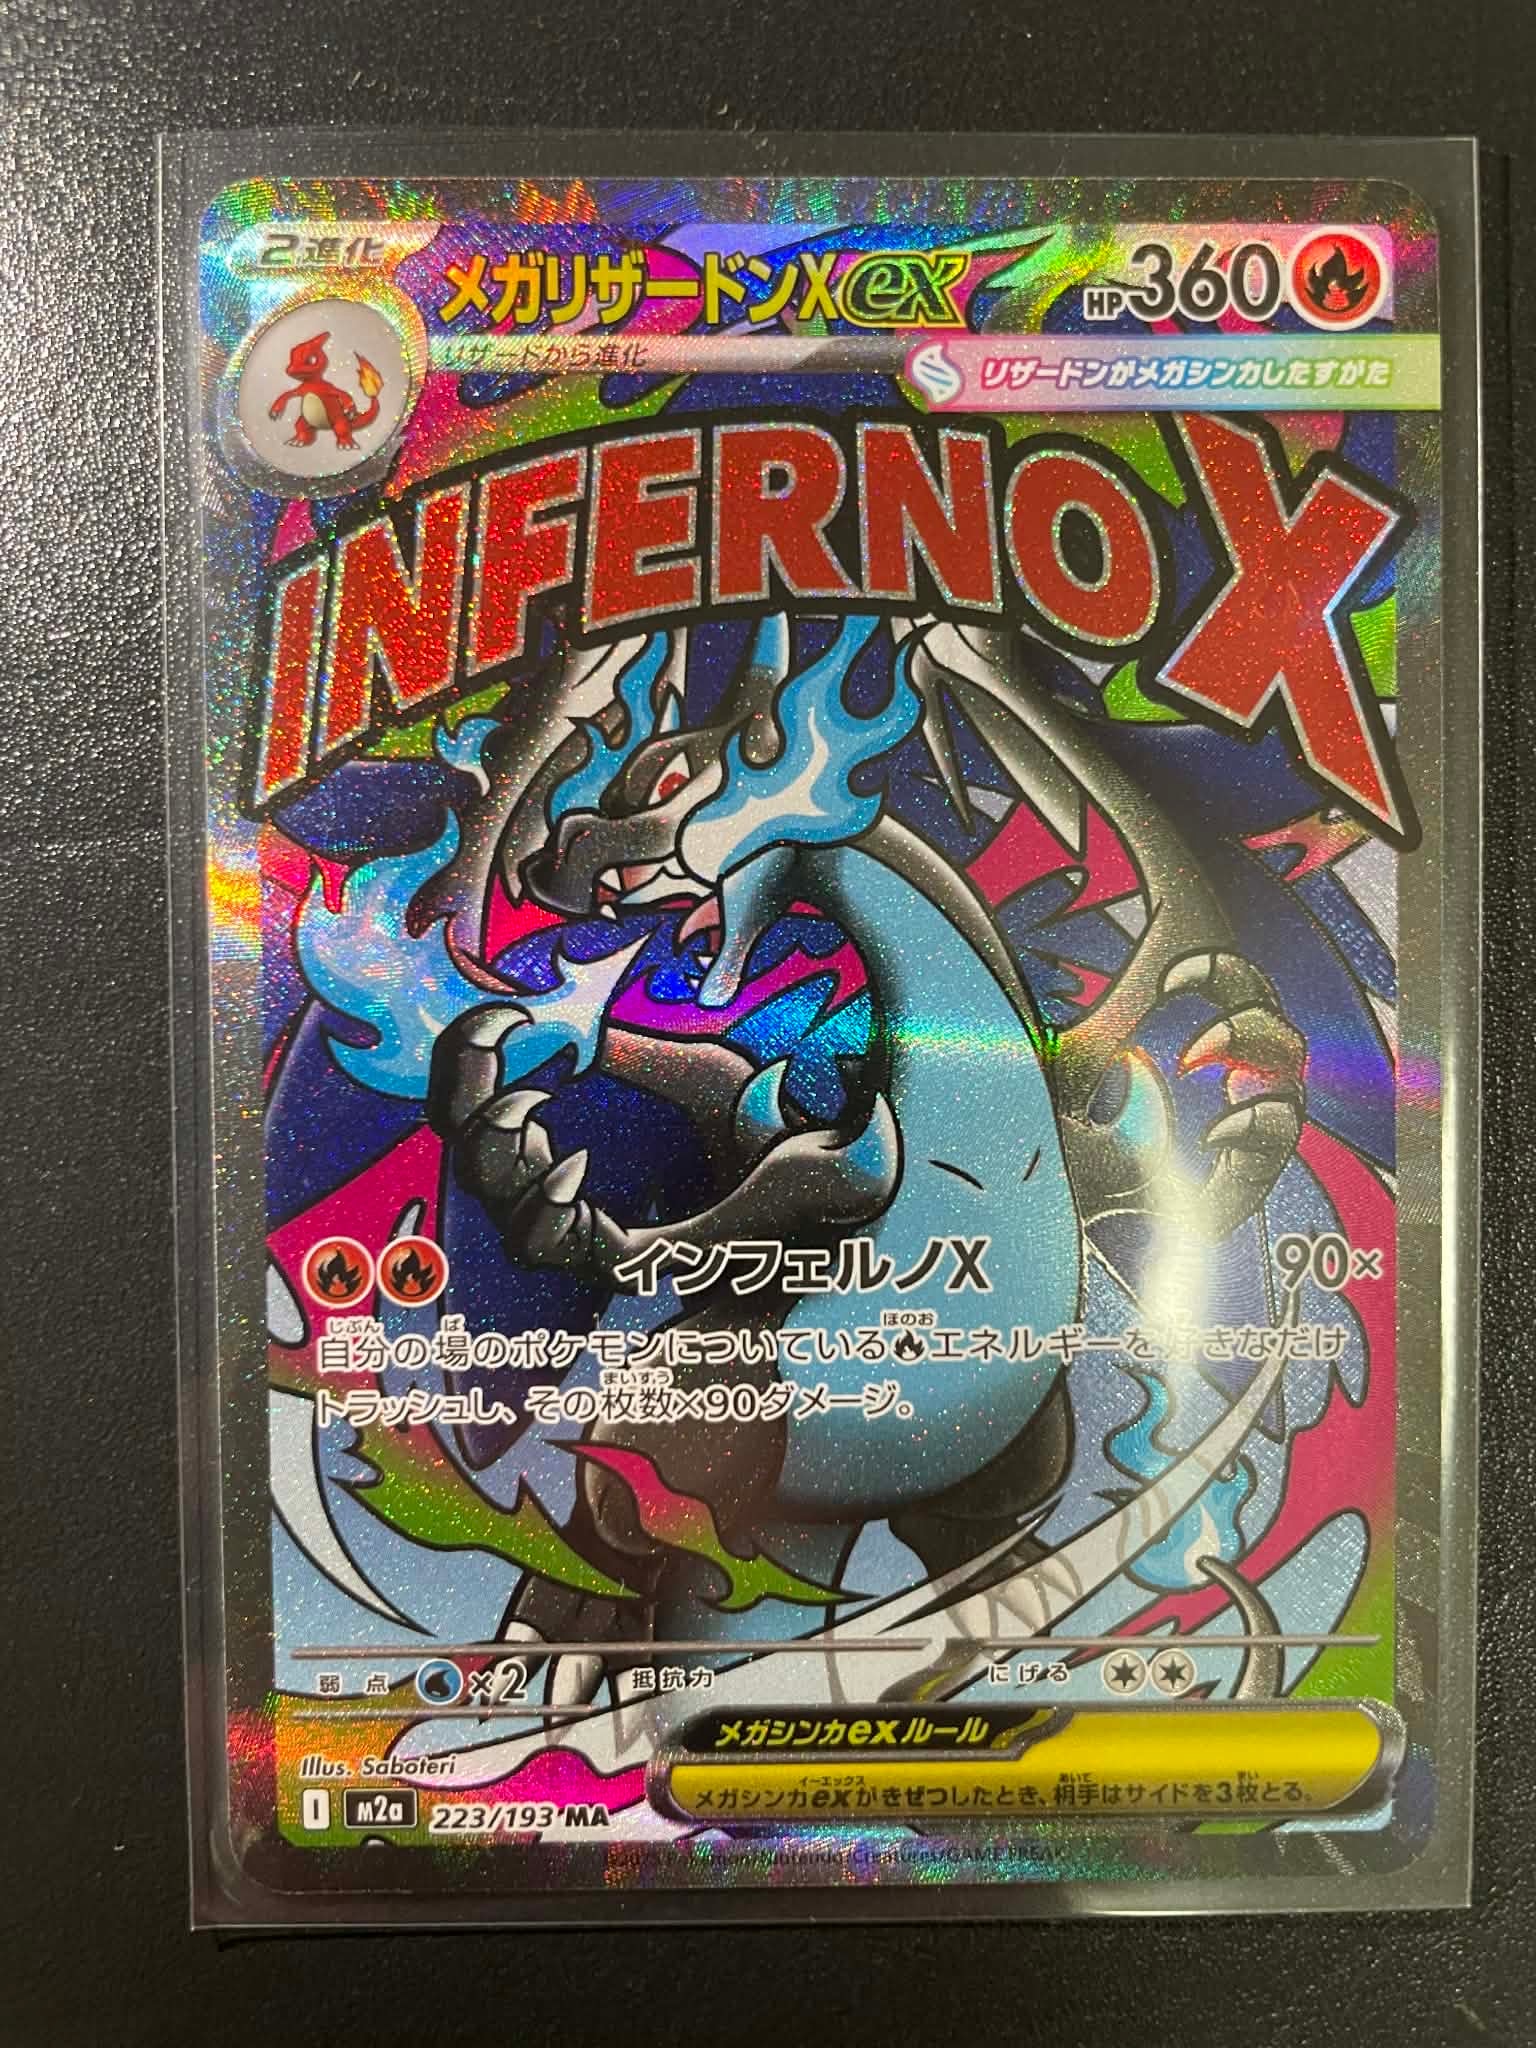 2進化
メガリザードンXex
HP360
リザードから進化
リザードンがメガシンカしたすがた
INFERNO X
インフェルノX 90×
自分の場のポケモンについているエネルギーを好きなだけ
トラッシュし、その枚数×90ダメージ。
弱点 ×2 抵抗力 にげる
メガシンカexルール
メガシンカexがきぜつしたとき、相手はサイドを3枚とる。
Illus. Saboteri
I M2a 223/193 MA
©2025 Pokémon/Nintendo/Creatures/GAME FREAK